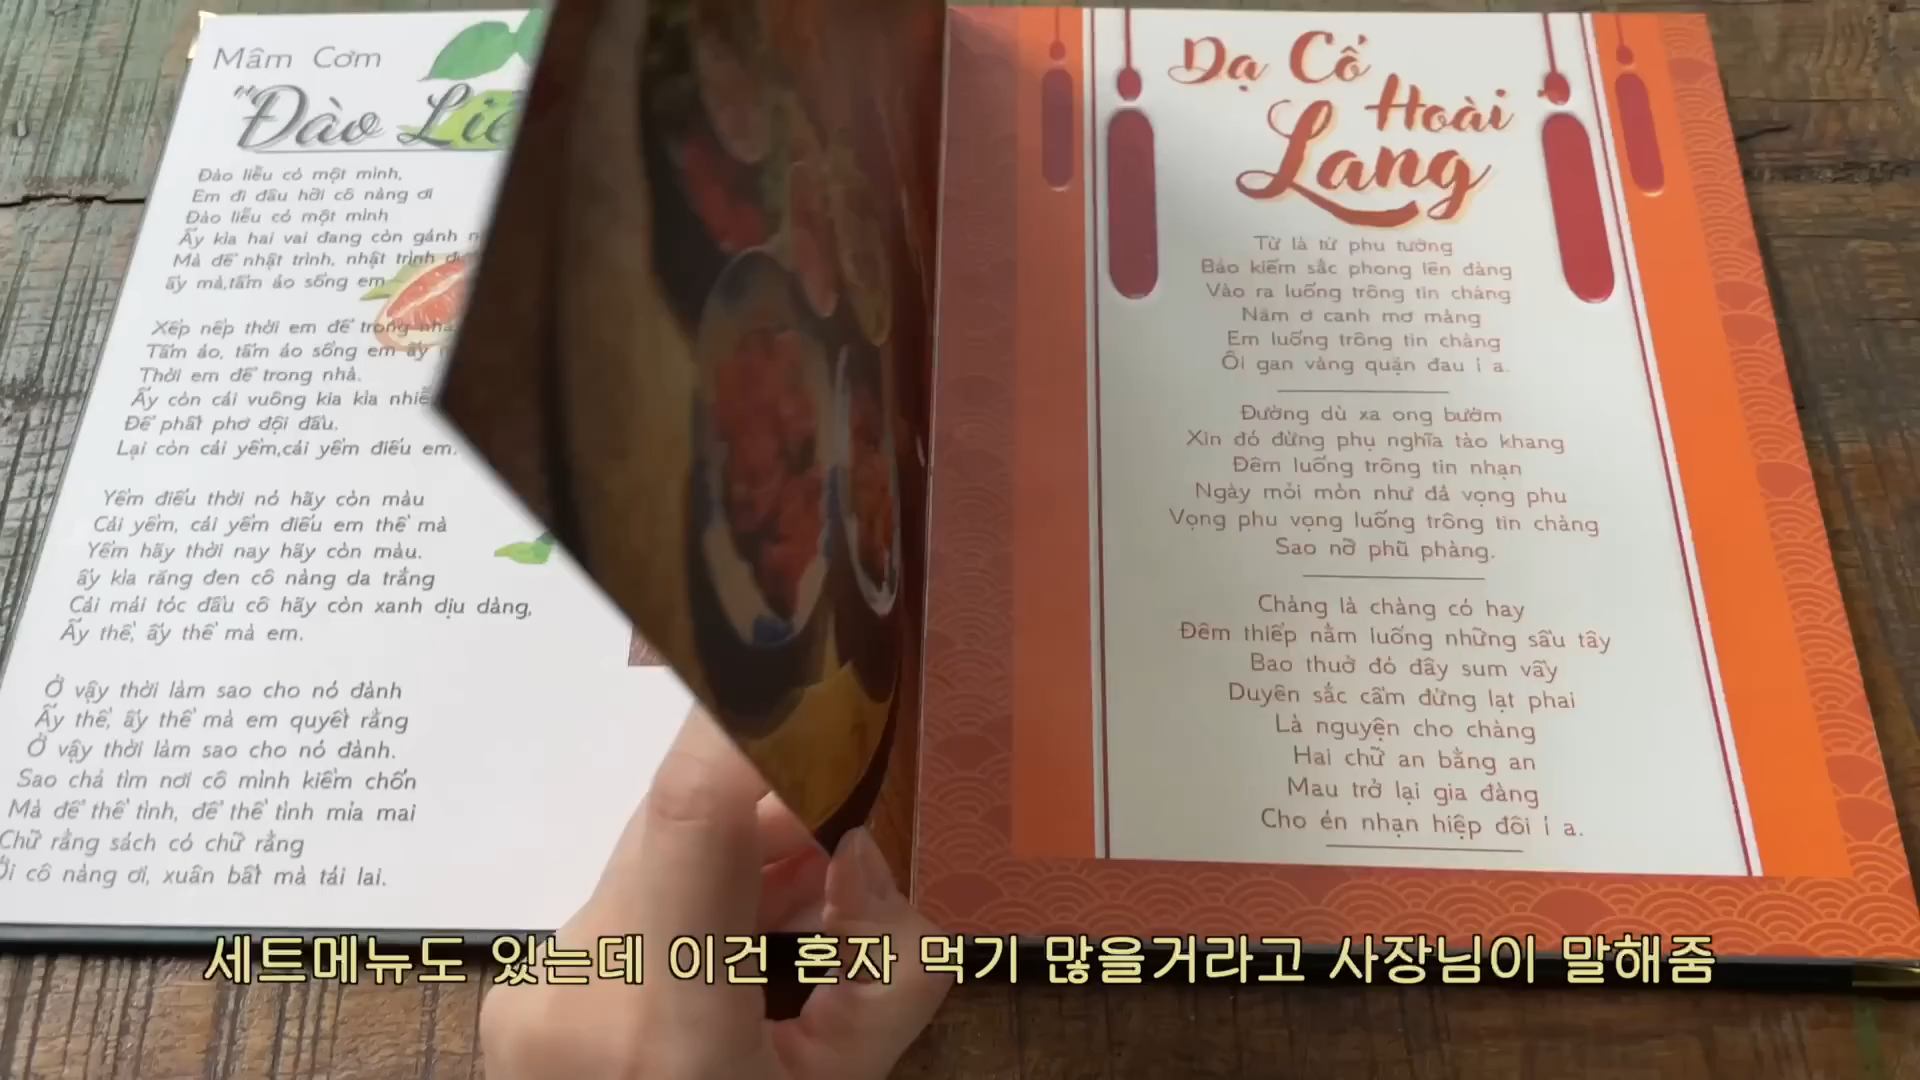 Mâm Cơm
"Đào
Đào liễu có một mình,
Em đi đâu hỡi cô nàng ơi
Đào liễu có một mình
Ấy kìa hai vai đang còn gánh
Mà để nhật trình, nhật trình
ấy mà,tấm áo sống em
Xếp nếp thời em để trong nhà.
Tấm áo, tấm áo sống em ấy
Thời em để trong nhà.
Ấy còn cái vuông kia kìa
Để phất phơ đội đầu.
Lại còn cái yếm,cái yếm điều em.
Yếm điều thời nó hãy còn màu
Cái yếm, cái yếm điều em thế mà
Yếm hãy thời nay hãy còn màu.
ấy kìa răng đen cô nàng da trắng
Cái mái tóc đầu cô hãy còn xanh dịu dàng,
Ấy thế, ấy thế mà em.
Ở vậy thời làm sao cho nó đành
Ấy thế, ấy thế mà em quyết rằng
Ở vậy thời làm sao cho nó đành.
Sao chả tìm nơi cô mình kiếm chốn
Mà để thế tình, để thế tình mỉa mai
Chữ rằng sách có chữ rằng
cô nàng ơi, xuân bất mà tái lai.
Dạ Cổ
Hoài
Lang
Từ là từ phu tướng
Bảo kiếm sắc phong lên đàng
Vào ra luống trông tin chàng
Năm ơ canh mơ màng
Em luống trông tin chàng
Ôi gan vàng quặn đau í a.
Đường dù xa ong bướm
Xin đó đừng phụ nghĩa tào khang
Đêm luống trông tin nhạn
Ngày mỏi mòn như đá vọng phu
Vọng phu vọng luống trông tin chàng
Sao nỡ phũ phàng.
Chàng là chàng có hay
Đêm thiếp nằm luống những sầu tây
Bao thuở đó đây sum vầy
Duyên sắc cầm đừng lạt phai
Là nguyện cho chàng
Hai chữ an bằng an
Mau trở lại gia đàng
Cho én nhạn hiệp đôi í a.
세트메뉴도 있는데 이건 혼자 먹기 많을거라고 사장님이 말해줌